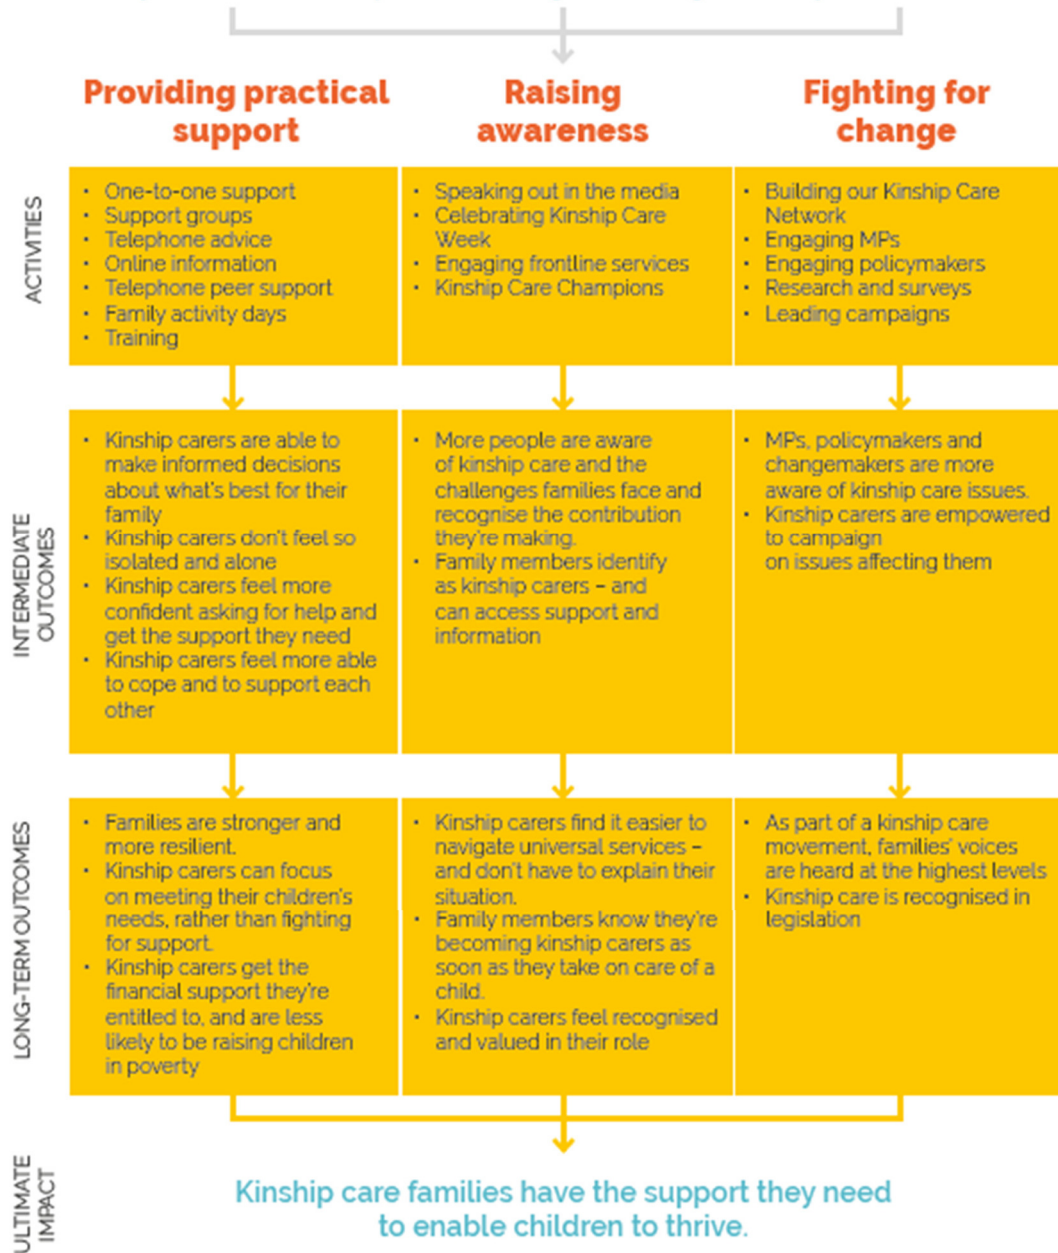 Providing practical
support
Raising
awareness
Fighting for
change
ACTIVITIES
• One-to-one support
• Support groups
• Telephone advice
• Online information
• Telephone peer support
• Family activity days
• Training
• Speaking out in the media
• Celebrating Kinship Care
Week
• Engaging frontline services
• Kinship Care Champions
• Building our Kinship Care
Network
• Engaging MPs
• Engaging policymakers
• Research and surveys
• Leading campaigns
INTERMEDIATE
OUTCOMES
• Kinship carers are able to
make informed decisions
about what's best for their
family
• Kinship carers don't feel so
isolated and alone
• Kinship carers feel more
confident asking for help and
get the support they need
• Kinship carers feel more able
to cope and to support each
other
• More people are aware
of kinship care and the
challenges families face and
recognise the contribution
they're making.
• Family members identify
as kinship carers – and
can access support and
information
• MPs, policymakers and
changemakers are more
aware of kinship care issues.
• Kinship carers are empowered
to campaign
on issues affecting them
LONG-TERM OUTCOMES
• Families are stronger and
more resilient.
• Kinship carers can focus
on meeting their children's
needs, rather than fighting
for support.
• Kinship carers get the
financial support they're
entitled to, and are less
likely to be raising children
in poverty
• Kinship carers find it easier to
navigate universal services –
and don't have to explain their
situation.
• Family members know they're
becoming kinship carers as
soon as they take on care of a
child.
• Kinship carers feel recognised
and valued in their role
• As part of a kinship care
movement, families' voices
are heard at the highest levels
• Kinship care is recognised in
legislation
ULTIMATE
IMPACT
Kinship care families have the support they need
to enable children to thrive.